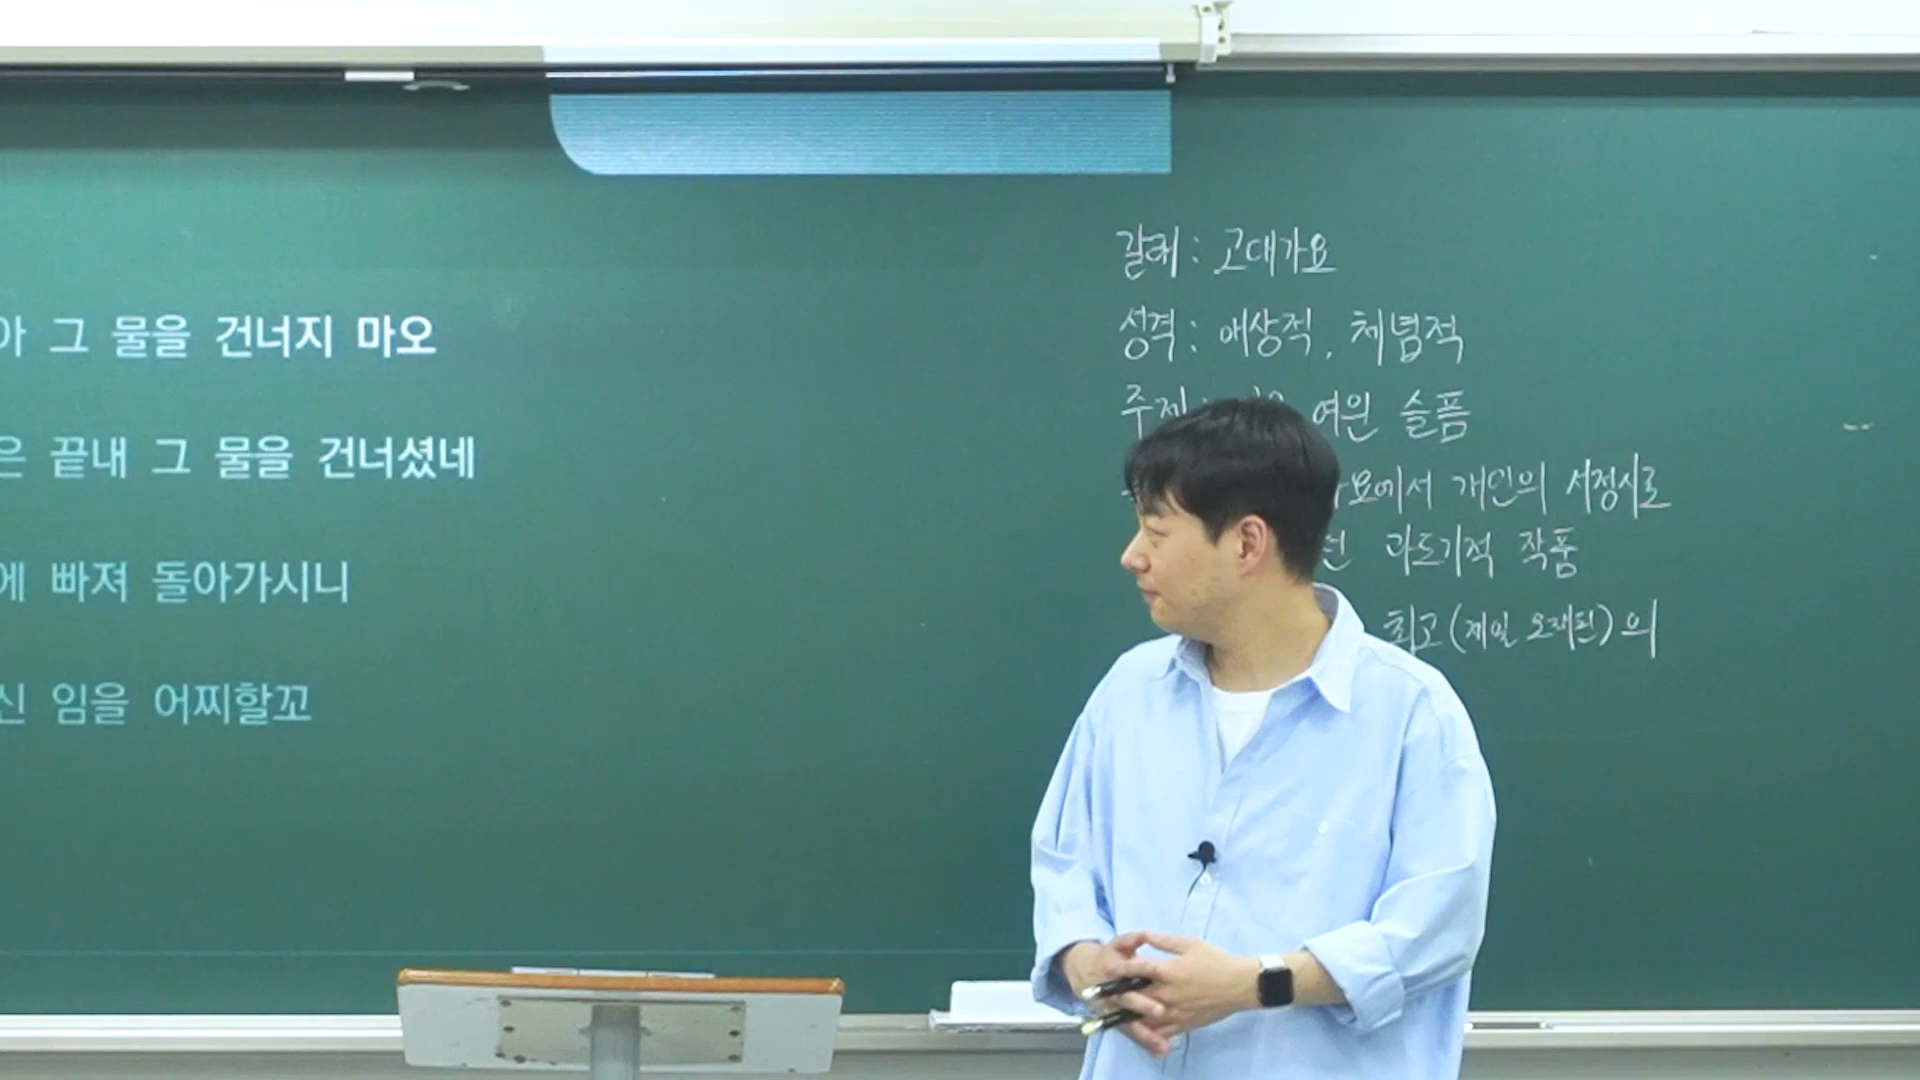 아 그 물을 건너지 마오
은 끝내 그 물을 건너셨네
에 빠져 돌아가시니
신 임을 어찌할꼬
갈래 : 고대가요
성격 : 애상적, 체념적
주제 : 여읜 슬픔
요에서 개인의 서정시로
과도기적 작품
최고 (제일 오래된) 의